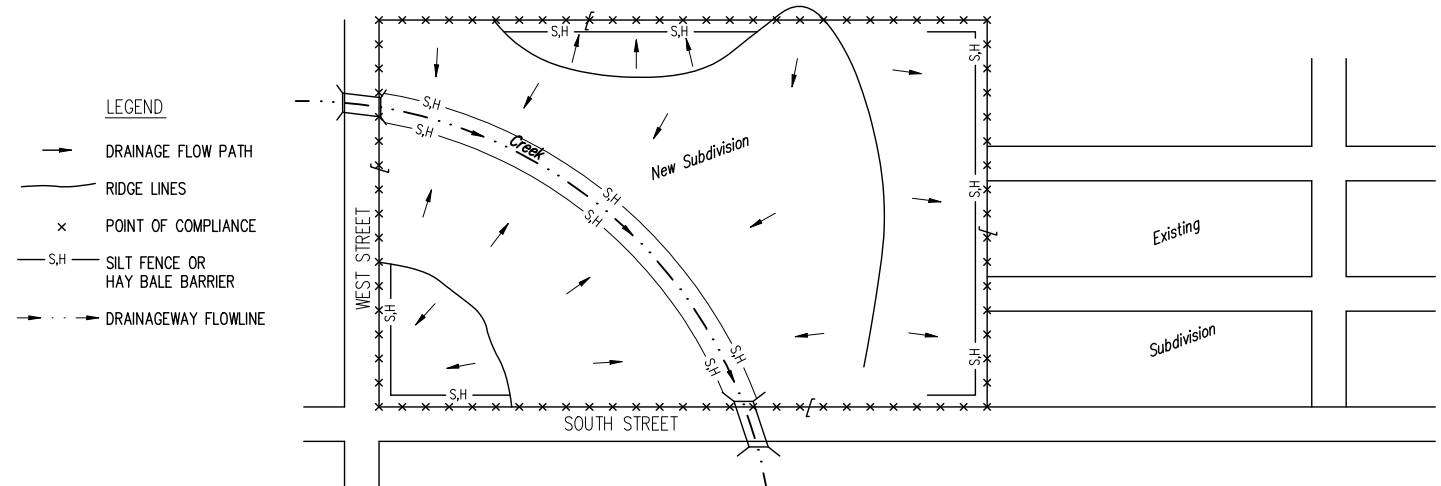 LEGEND
DRAINAGE FLOW PATH
RIDGE LINES
POINT OF COMPLIANCE
S,H
SILT FENCE OR
HAY BALE BARRIER
DRAINAGEWAY FLOWLINE
S,H
S,H
S,H
S,H
S,H
Creek
New Subdivision
S,H
S,H
S,H
WEST STREET
Existing
S,H
Subdivision
S,H
S,H
S,H
S,H
SOUTH STREET